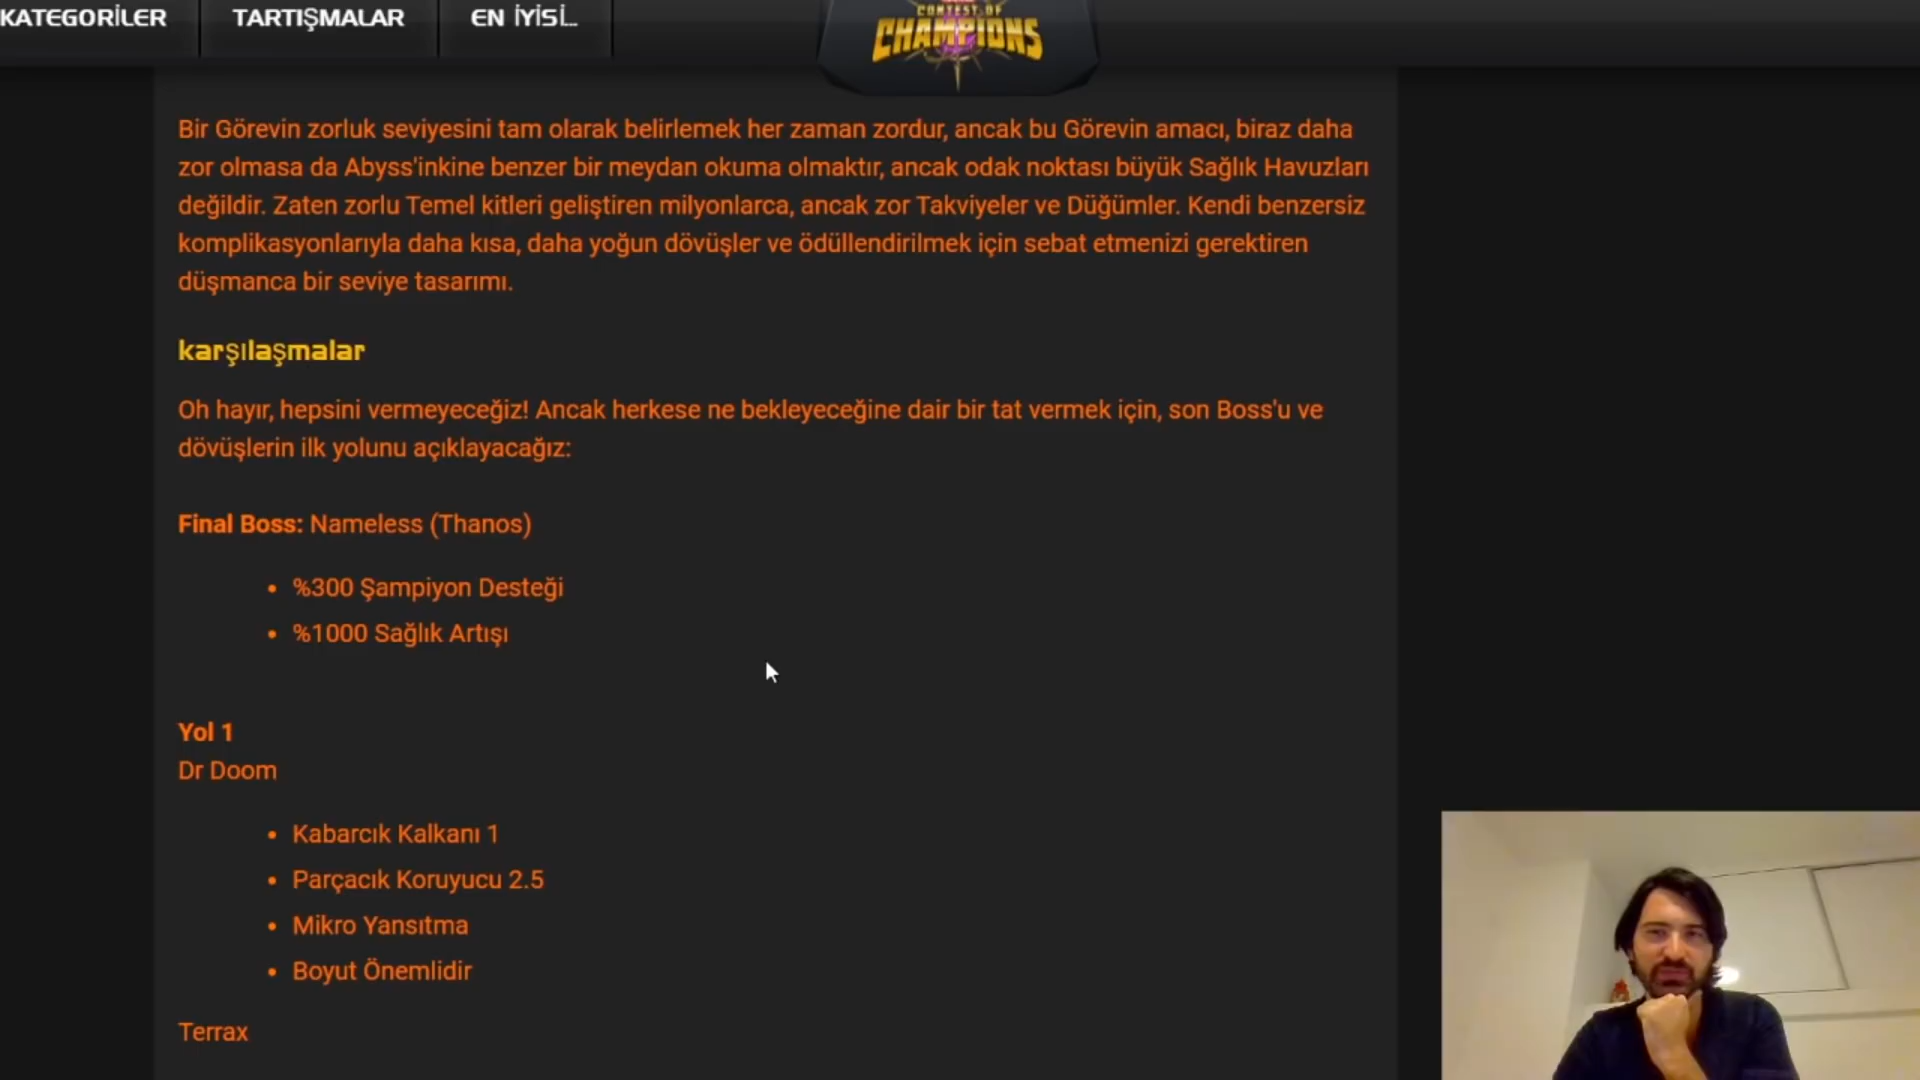 KATEGORİLER
TARTIŞMALAR
EN İYİSİ...
CONTEST OF
CHAMPIONS
Bir Görevin zorluk seviyesini tam olarak belirlemek her zaman zordur, ancak bu Görevin amacı, biraz daha
zor olmasa da Abyss'inkine benzer bir meydan okuma olmaktır, ancak odak noktası büyük Sağlık Havuzları
değildir. Zaten zorlu Temel kitleri geliştiren milyonlarca, ancak zor Takviyeler ve Düğümler. Kendi benzersiz
komplikasyonlarıyla daha kısa, daha yoğun dövüşler ve ödüllendirilmek için sebat etmenizi gerektiren
düşmanca bir seviye tasarımı.
karşılaşmalar
Oh hayır, hepsini vermeyeceğiz! Ancak herkese ne bekleyeceğine dair bir tat vermek için, son Boss'u ve
dövüşlerin ilk yolunu açıklayacağız:
Final Boss: Nameless (Thanos)
• %300 Şampiyon Desteği
• %1000 Sağlık Artışı
Yol 1
Dr Doom
• Kabarcık Kalkanı 1
• Parçacık Koruyucu 2.5
• Mikro Yansıtma
• Boyut Önemlidir
Terrax